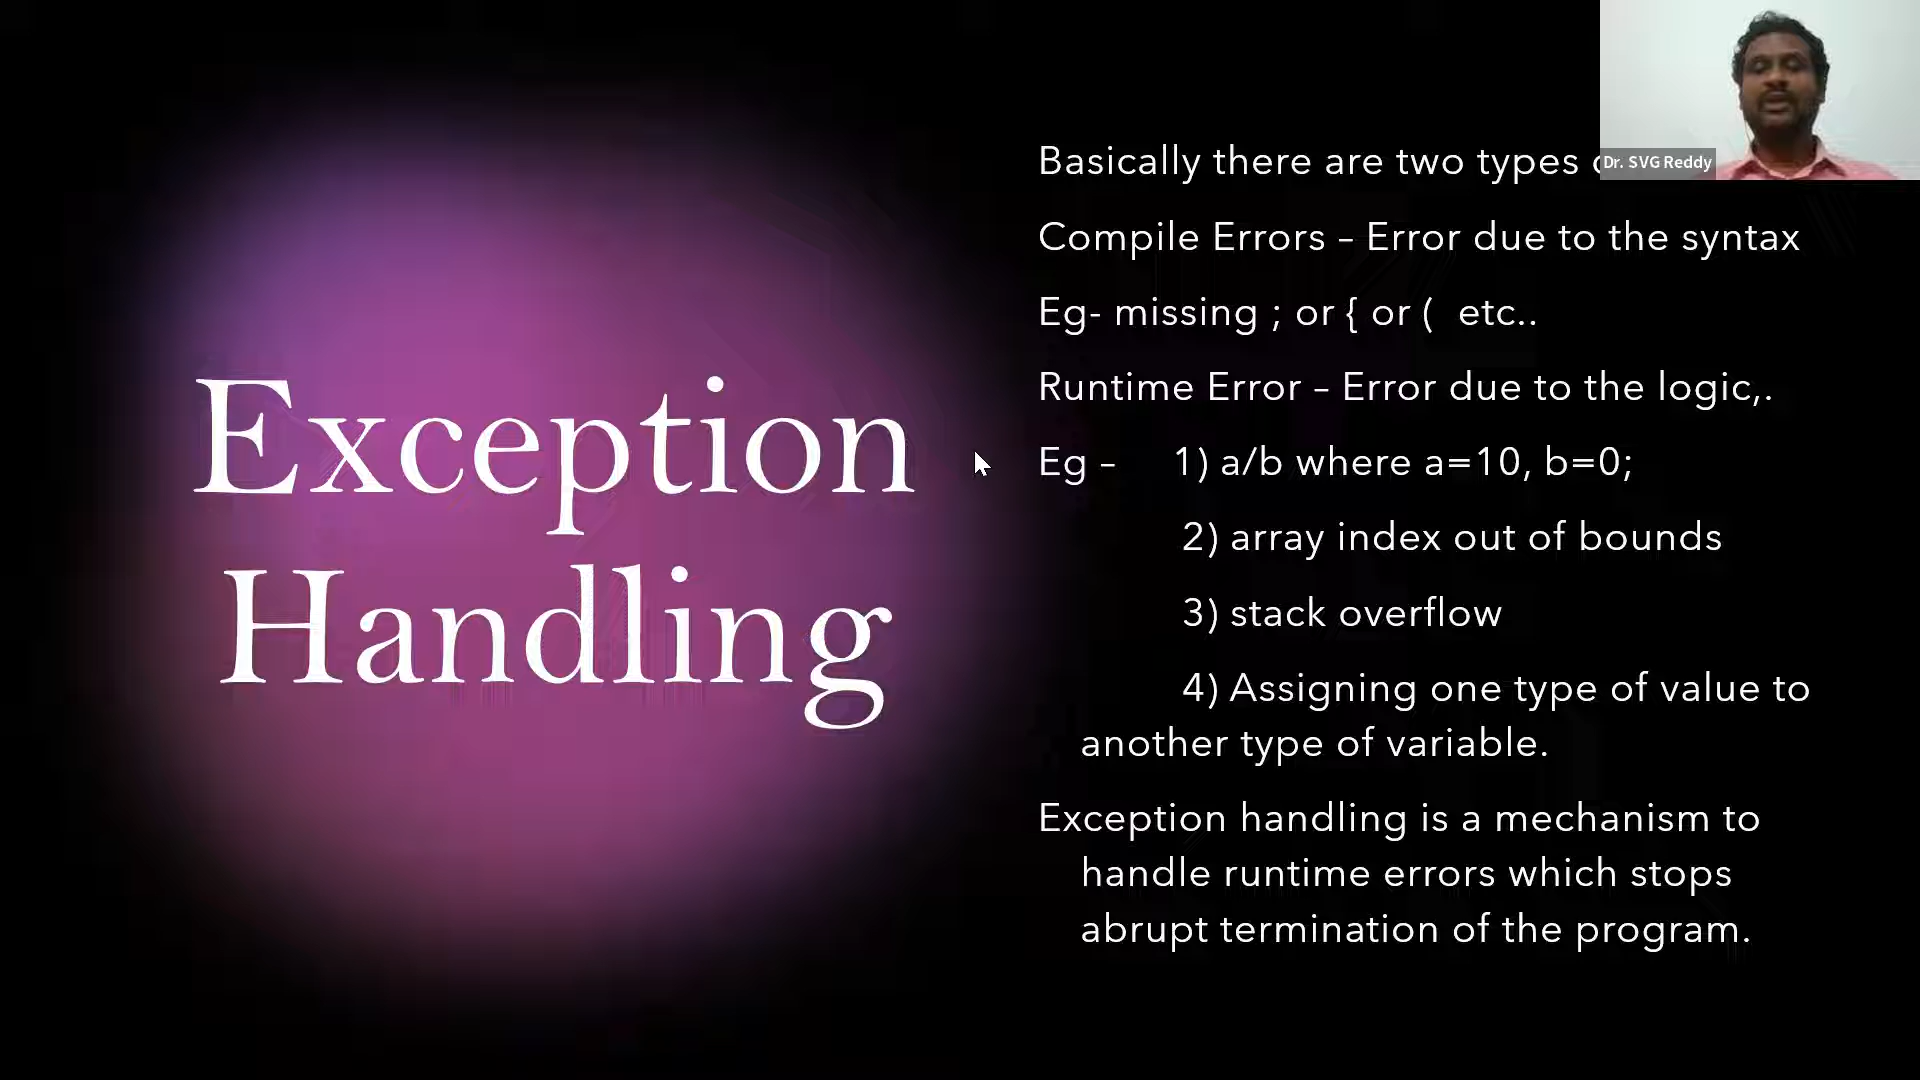 Exception
Handling
Basically there are two types
Compile Errors – Error due to the syntax
Eg- missing ; or { or (  etc..
Runtime Error – Error due to the logic,.
Eg –    1) a/b where a=10, b=0;
2) array index out of bounds
3) stack overflow
4) Assigning one type of value to
another type of variable.
Exception handling is a mechanism to
handle runtime errors which stops
abrupt termination of the program.
Dr. SVG Reddy